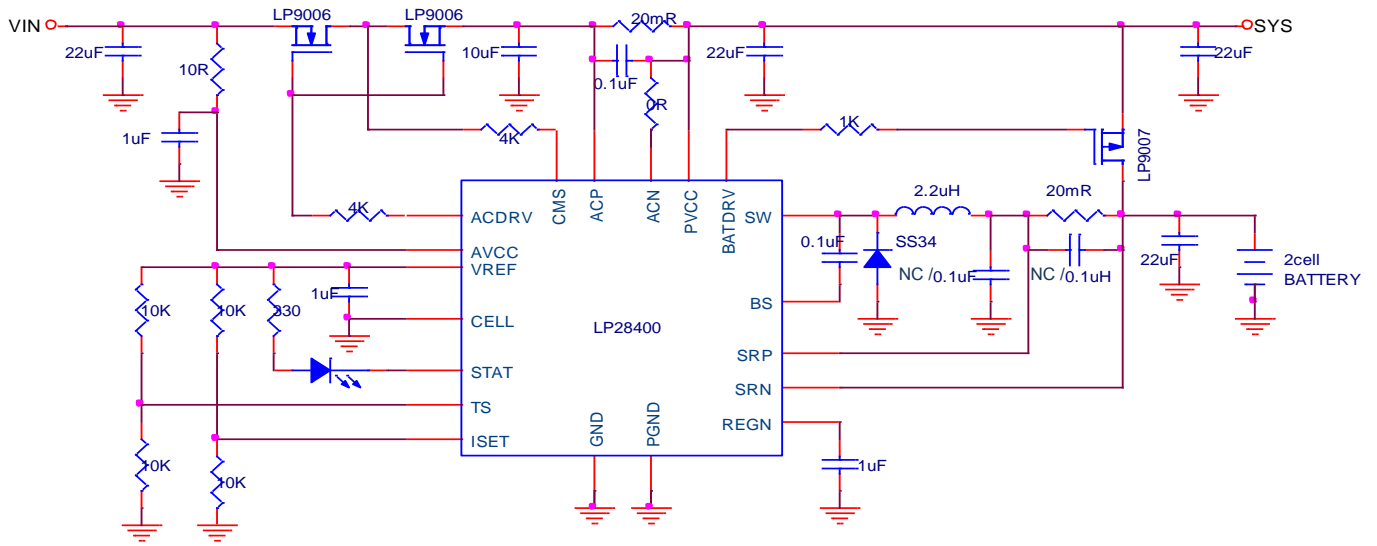 LP9006
LP9006
20mR
VIN
SYS
22uF
10R
10uF
0.1uF
22uF
22uF
0R
1uF
4K
1K
LP9007
4K
CMS
ACP
ACN
PVCC
BATDRV
ACDRV
SW
2.2uH
20mR
AVCC
VREF
0.1uF
SS34
NC /0.1uF
NC /0.1uH
22uF
2cell
BATTERY
10K
10K
330
1uF
BS
CELL
LP28400
SRP
STAT
SRN
TS
REGN
ISET
GND
PGND
10K
10K
1uF